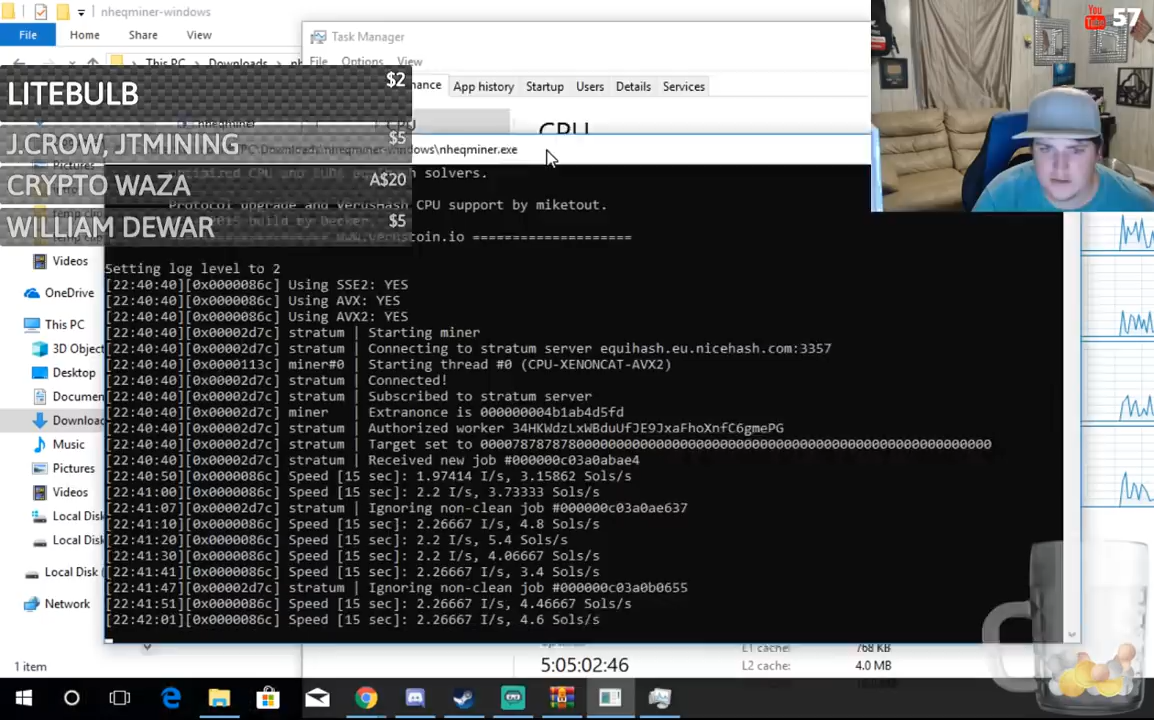 nheqminer-windows
File Home Share View
This PC Downloads
Task Manager
File Options View
App history Startup Users Details Services
CPU
You Tube 57
LITEBULB $2
J.CROW, JTMINING $5
CRYPTO WAZA A$20
WILLIAM DEWAR $5
\nheqminer.exe
solvers.
CPU support by miketout.
====================
Setting log level to 2
[22:40:40][0x0000086c] Using SSE2: YES
[22:40:40][0x0000086c] Using AVX: YES
[22:40:40][0x0000086c] Using AVX2: YES
[22:40:40][0x00002d7c] stratum | Starting miner
[22:40:40][0x00002d7c] stratum | Connecting to stratum server equihash.eu.nicehash.com:3357
[22:40:40][0x0000113c] miner#0 | Starting thread #0 (CPU-XENONCAT-AVX2)
[22:40:40][0x00002d7c] stratum | Connected!
[22:40:40][0x00002d7c] stratum | Subscribed to stratum server
[22:40:40][0x00002d7c] miner | Extranonce is 000000004b1ab4d5fd
[22:40:40][0x00002d7c] stratum | Authorized worker 34HKWdzLxWBduUfJE9JxaFhoXnfC6gmePG
[22:40:40][0x00002d7c] stratum | Target set to 0000787878780000000000000000000000000000000000000000000000000000
[22:40:40][0x00002d7c] stratum | Received new job #000000c03a0abae4
[22:40:50][0x0000086c] Speed [15 sec]: 1.97414 I/s, 3.15862 Sols/s
[22:41:00][0x0000086c] Speed [15 sec]: 2.2 I/s, 3.73333 Sols/s
[22:41:07][0x00002d7c] stratum | Ignoring non-clean job #000000c03a0ae637
[22:41:10][0x0000086c] Speed [15 sec]: 2.26667 I/s, 4.8 Sols/s
[22:41:20][0x0000086c] Speed [15 sec]: 2.2 I/s, 5.4 Sols/s
[22:41:30][0x0000086c] Speed [15 sec]: 2.2 I/s, 4.06667 Sols/s
[22:41:41][0x0000086c] Speed [15 sec]: 2.26667 I/s, 3.4 Sols/s
[22:41:47][0x00002d7c] stratum | Ignoring non-clean job #000000c03a0b0655
[22:41:51][0x0000086c] Speed [15 sec]: 2.26667 I/s, 4.46667 Sols/s
[22:42:01][0x0000086c] Speed [15 sec]: 2.26667 I/s, 4.6 Sols/s
Videos
OneDrive
This PC
3D Object
Desktop
Documen
Download
Music
Pictures
Videos
Local Disk
Local Disk
Local Disk (
Network
1 item
5:05:02:46
L1 cache: 768 KB
L2 cache: 4.0 MB